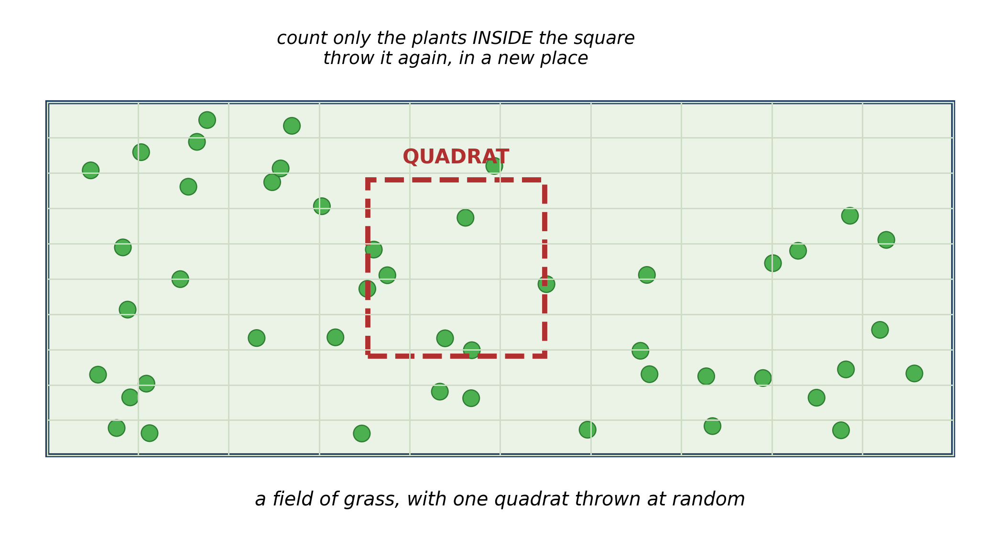 count only the plants INSIDE the square
throw it again, in a new place
QUADRAT
a field of grass, with one quadrat thrown at random